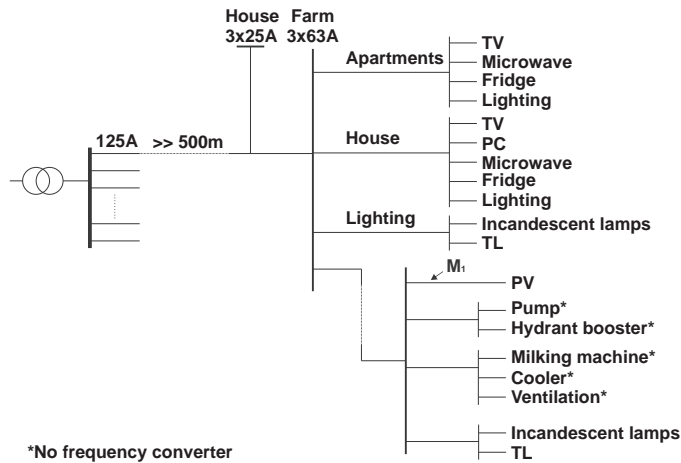 House Farm
3x25A 3x63A
Apartments
TV
Microwave
Fridge
Lighting
125A >> 500m
House
TV
PC
Microwave
Fridge
Lighting
Lighting
Incandescent lamps
TL
M₁
PV
Pump*
Hydrant booster*
Milking machine*
Cooler*
Ventilation*
Incandescent lamps
TL
*No frequency converter